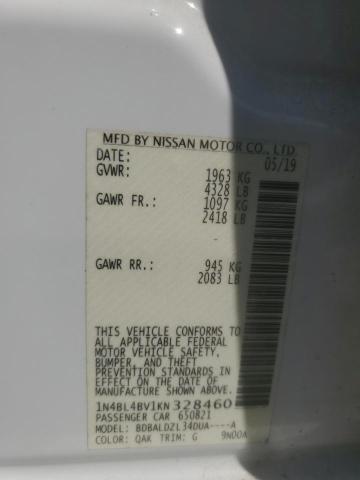 MFD BY NISSAN MOTOR CO., LTD.
DATE: 05/19
GVWR: 1963 KG
4328 LB
GAWR FR.: 1097 KG
2418 LB
-
GAWR RR.: 945 KG
2083 LB
THIS VEHICLE CONFORMS TO
ALL APPLICABLE FEDERAL
MOTOR VEHICLE SAFETY,
BUMPER, AND THEFT
PREVENTION STANDARDS
IN EFFECT ON THE DATE OF
MANUFACTURE SHOWN ABOVE.
1N4BL4BV1KN328460
PASSENGER CAR 650821
MODEL: BDBALDZL34DUA----A
COLOR: QAK TRIM: G 9N00A